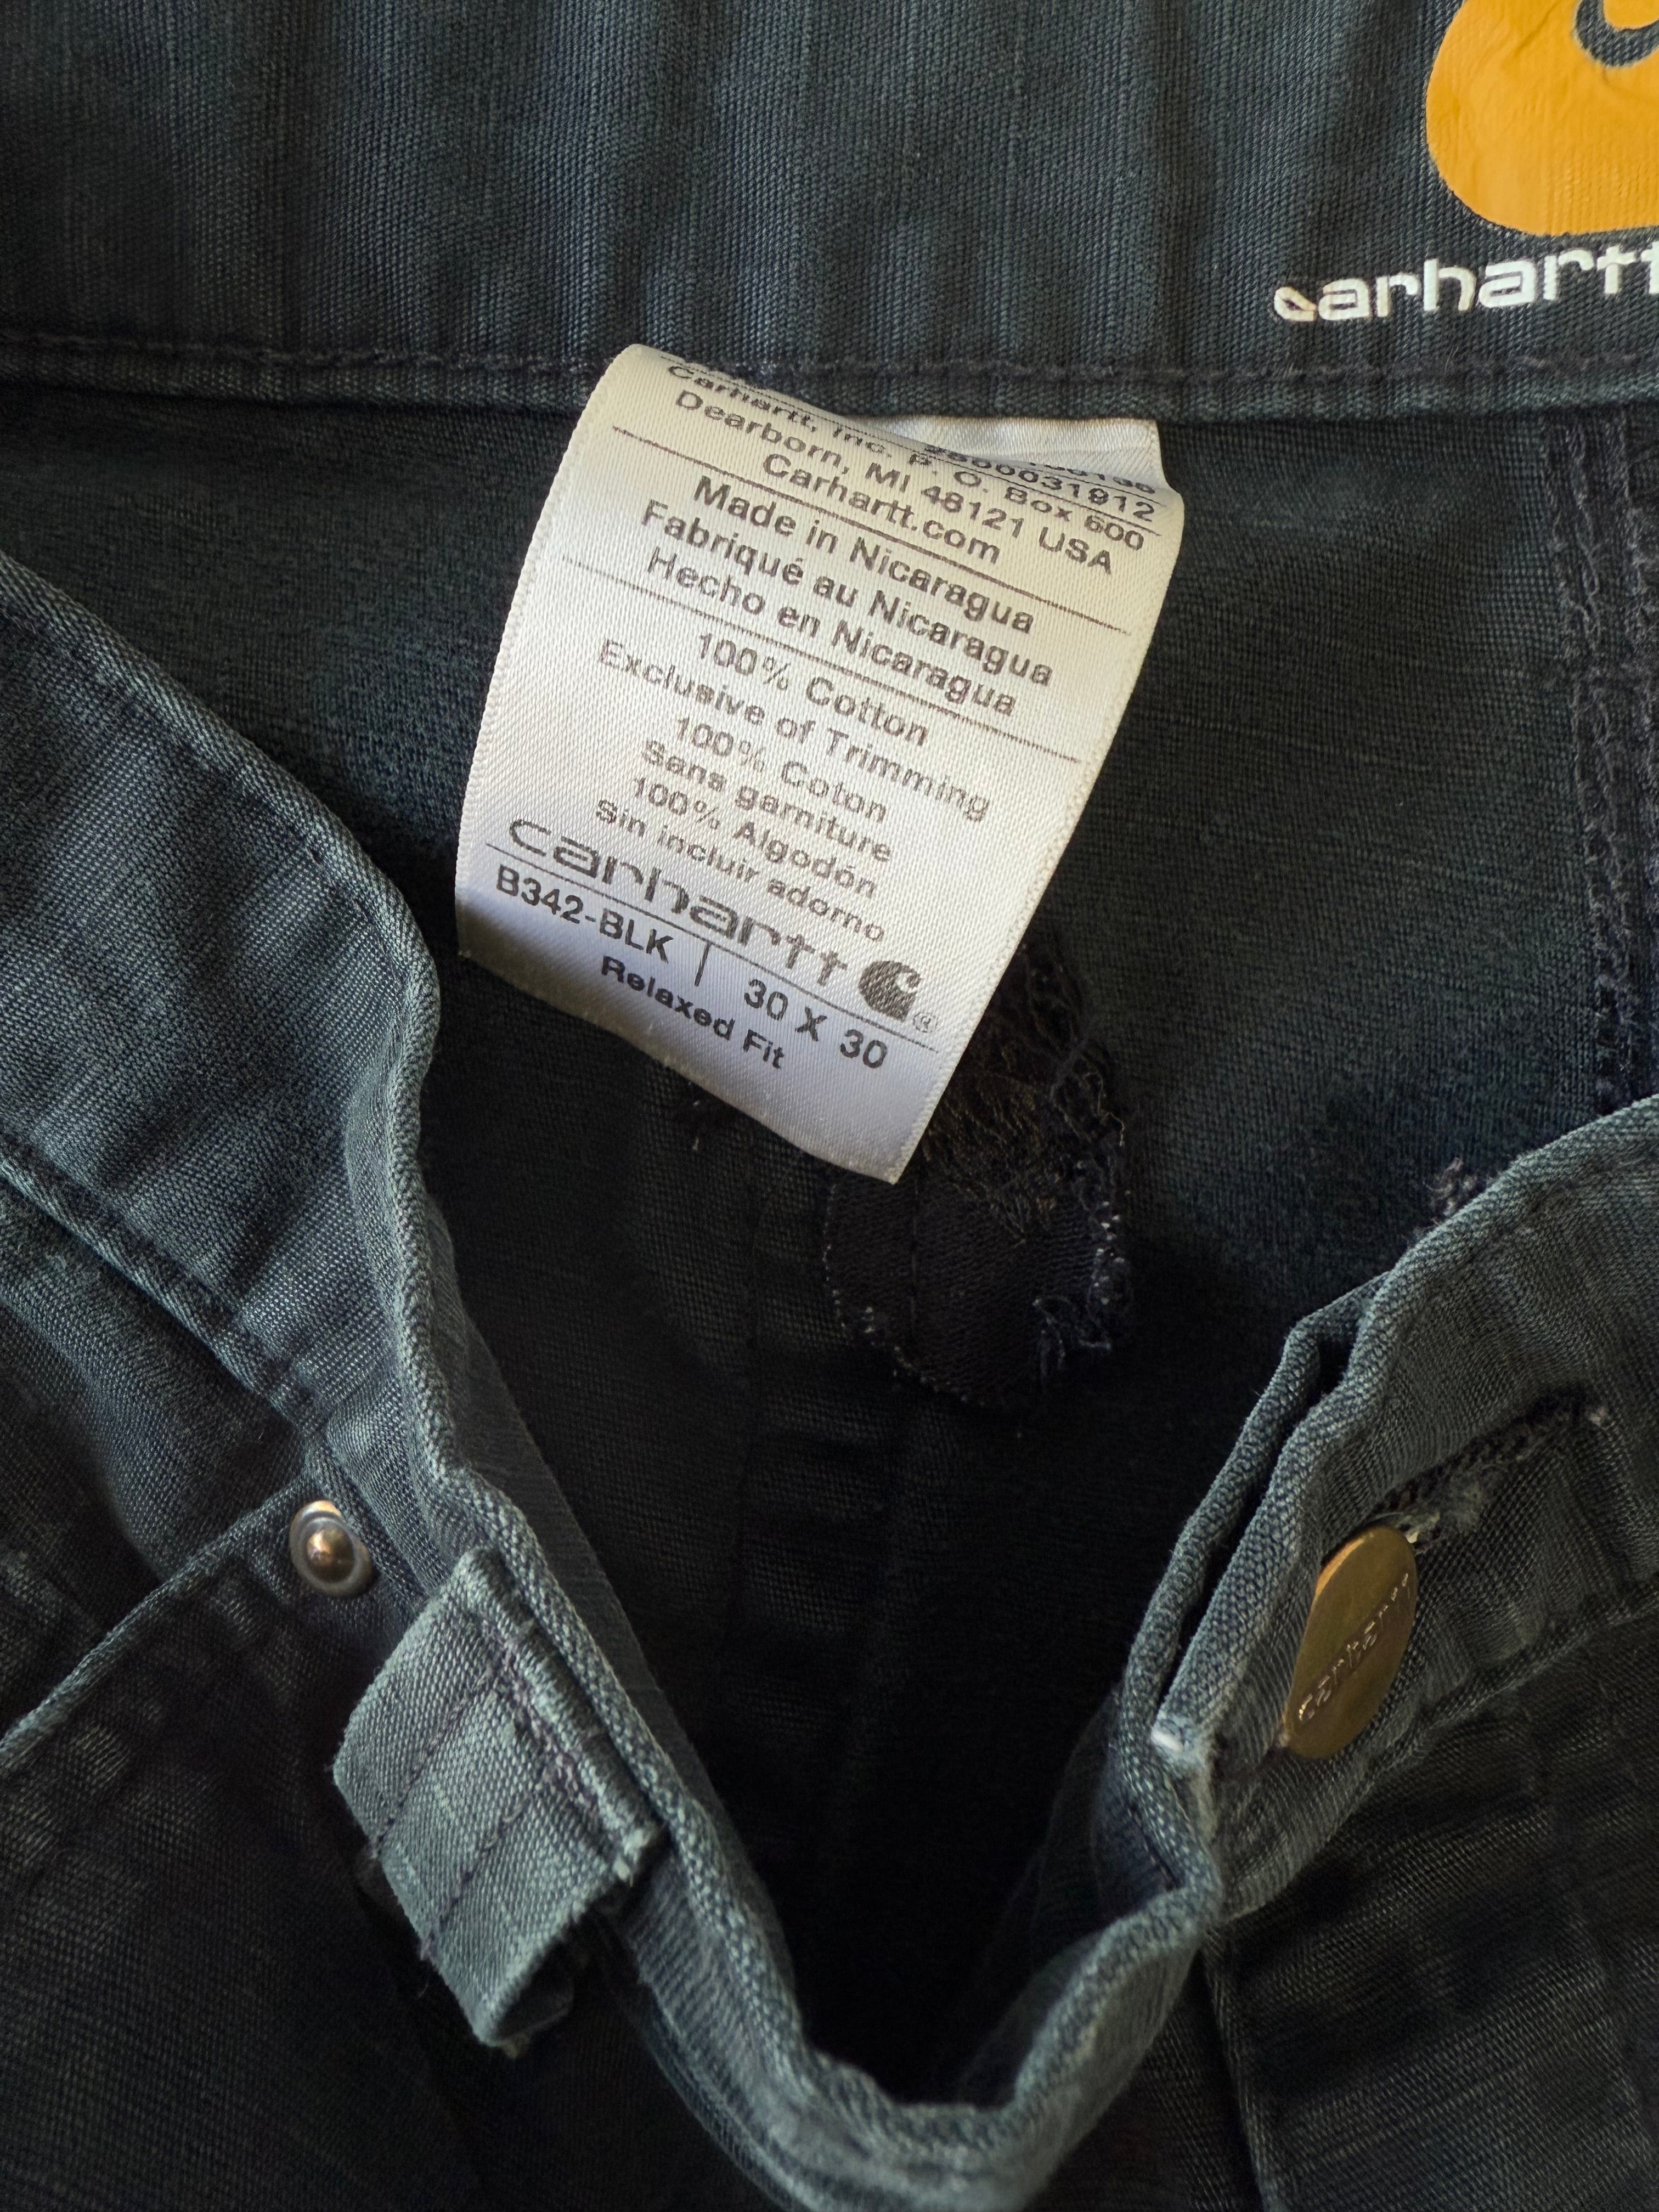 carhartt
2800031912
Carhartt, Inc. P. O. Box 600
Dearborn, MI 48121 USA
Carhartt.com
Made in Nicaragua
Fabriqué au Nicaragua
Hecho en Nicaragua
100% Cotton
Exclusive of Trimming
100% Coton
Sans garniture
100% Algodón
Sin incluir adorno
carhartt ®
B342-BLK | 30 X 30
Relaxed Fit
carhartt